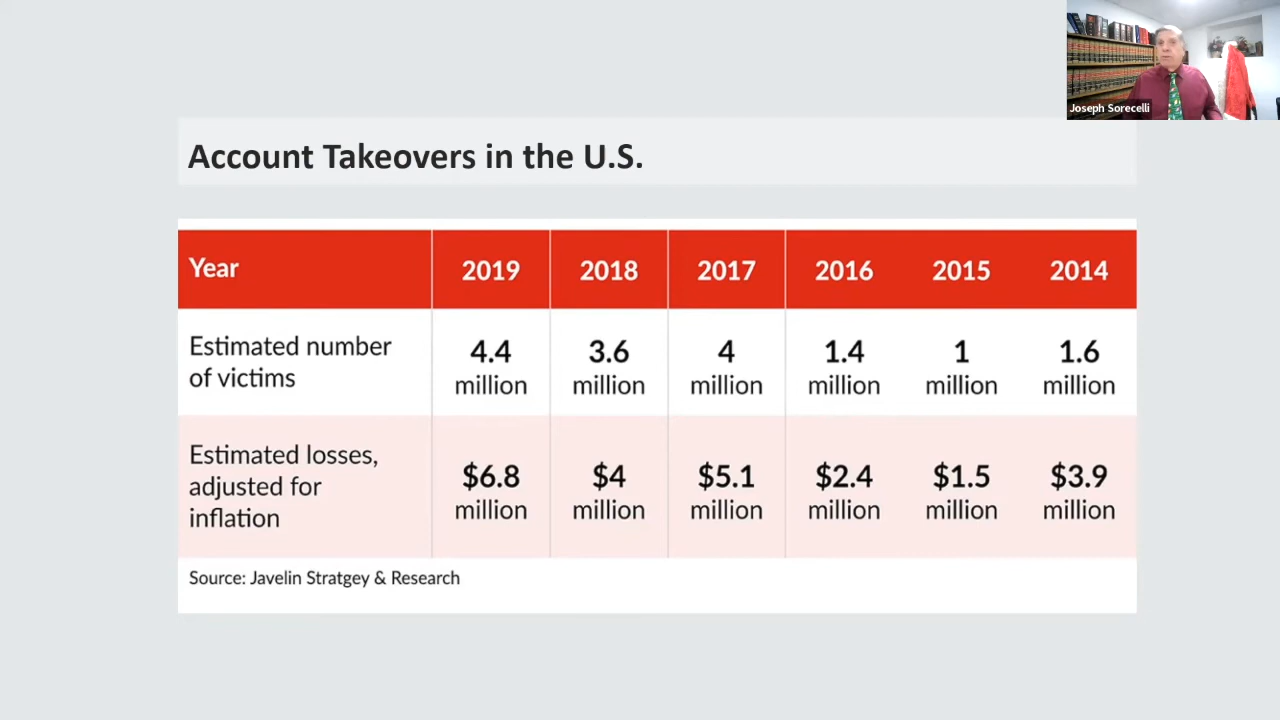 Joseph Sorecelli
Account Takeovers in the U.S.
Year 2019 2018 2017 2016 2015 2014
Estimated number
of victims
4.4 3.6 4 1.4 1 1.6
million million million million million million
Estimated losses,
adjusted for
inflation
$6.8 $4 $5.1 $2.4 $1.5 $3.9
million million million million million million
Source: Javelin Stratgey & Research